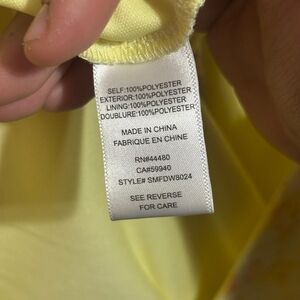 SELF:100%POLYESTER
EXTERIOR:100%POLYESTER
LINING:100%POLYESTER
DOUBLURE:100%POLYESTER
MADE IN CHINA
FABRIQUE EN CHINE
RN#44480
CA#59940
STYLE# SMFDW8024
SEE REVERSE
FOR CARE